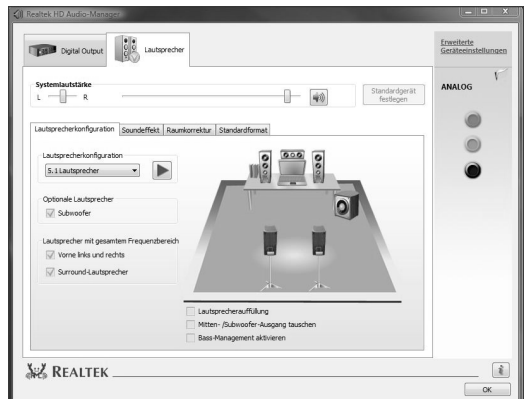 Realtek HD Audio-Manager
Digital Output
Lautsprecher
Erweiterte
Geräteeinstellungen
Systemlautstärke
L R
Standardgerät
festlegen
ANALOG
Lautsprecherkonfiguration Soundeffekt Raumkorrektur Standardformat
Lautsprecherkonfiguration
5.1 Lautsprecher
Optionale Lautsprecher
Subwoofer
Lautsprecher mit gesamtem Frequenzbereich
Vorne links und rechts
Surround-Lautsprecher
Lautsprecherauffüllung
Mitten- /Subwoofer-Ausgang tauschen
Bass-Management aktivieren
REALTEK
i
OK